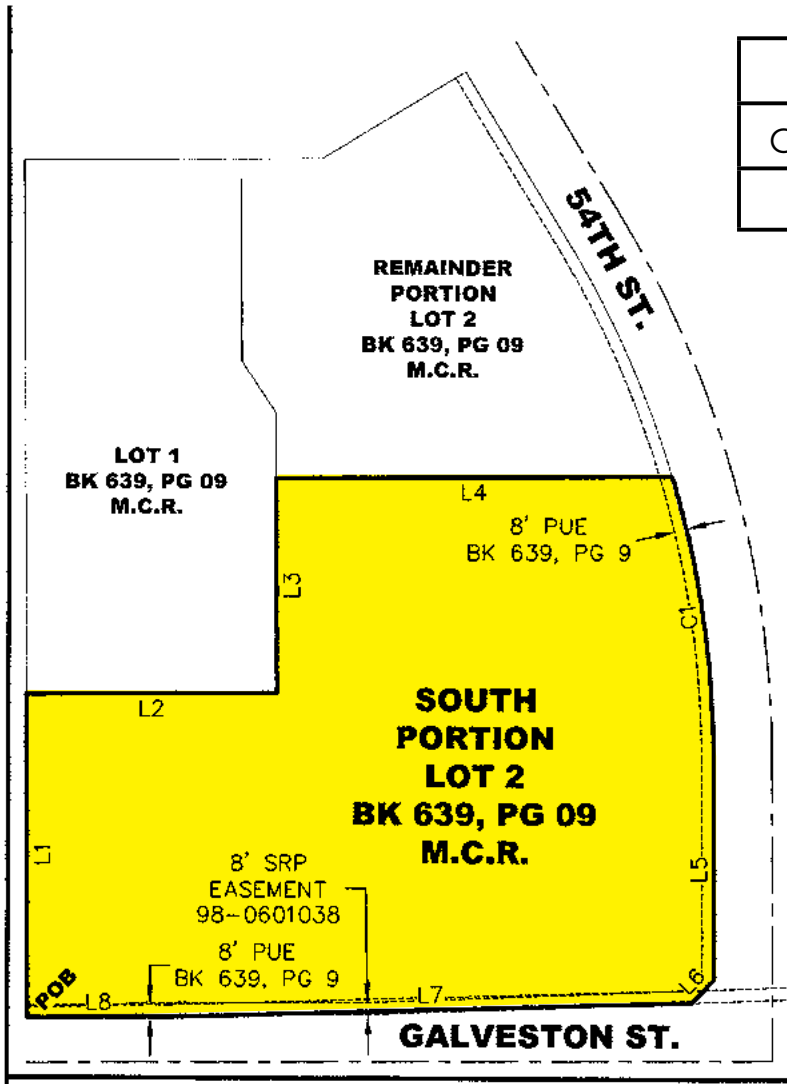 54TH ST.
REMAINDER
PORTION
LOT 2
BK 639, PG 09
M.C.R.
LOT 1
BK 639, PG 09
M.C.R.
L4
8' PUE
BK 639, PG 9
L3
C1
L2
SOUTH
PORTION
LOT 2
BK 639, PG 09
M.C.R.
L1
8' SRP
EASEMENT
98-0601038
L5
8' PUE
BK 639, PG 9
POB
L8
L7
L6
GALVESTON ST.